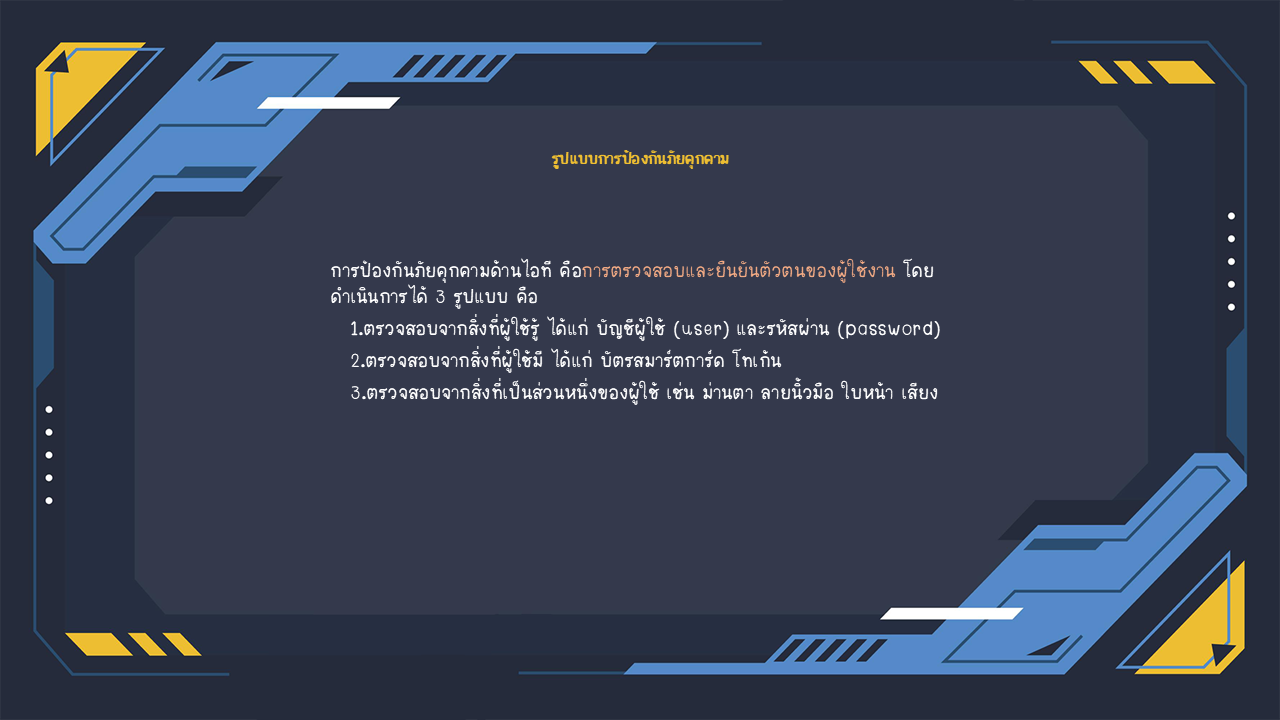 รูปแบบการป้องกันภัยคุกคาม
การป้องกันภัยคุกคามด้านไอที คือการตรวจสอบและยืนยันตัวตนของผู้ใช้งาน โดย
ดำเนินการได้ 3 รูปแบบ คือ
1.ตรวจสอบจากสิ่งที่ผู้ใช้รู้ ได้แก่ บัญชีผู้ใช้ (user) และรหัสผ่าน (password)
2.ตรวจสอบจากสิ่งที่ผู้ใช้มี ได้แก่ บัตรสมาร์ตการ์ด โทเก้น
3.ตรวจสอบจากสิ่งที่เป็นส่วนหนึ่งของผู้ใช้ เช่น ม่านตา ลายนิ้วมือ ใบหน้า เสียง